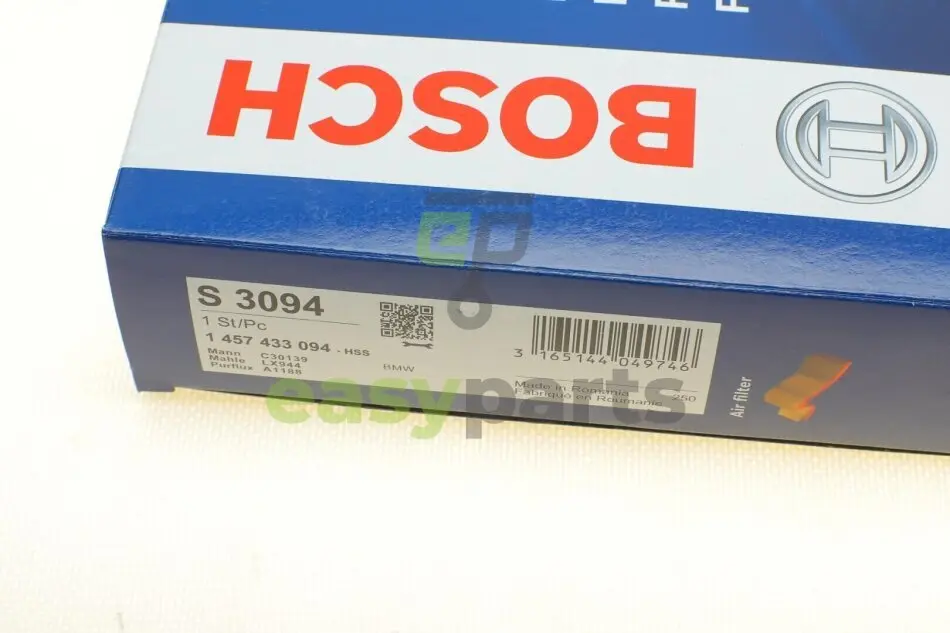 BOSCH
S 3094
1 St/Pc
1 457 433 094 - HSS
Mann C30139
Mahle LX944
Purflux A1188
BMW
3 165144 049746
Made in Romania
Fabriqué en Roumanie 250
Air filter
ep
easyparts